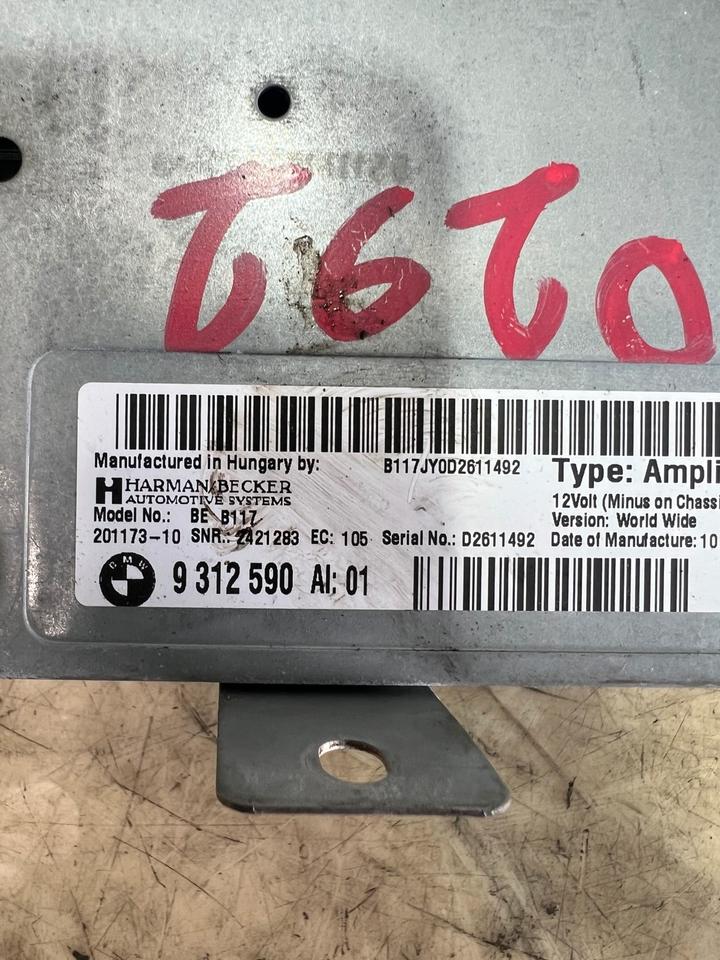 B117JY0D2611492
Type: Ampli
Manufactured in Hungary by:
HARMAN/BECKER
AUTOMOTIVE SYSTEMS
12Volt (Minus on Chassi
Model No.: BE B117
Version: World Wide
201173-10 SNR.: 2421283 EC: 105 Serial No.: D2611492 Date of Manufacture: 10
BMW
9 312 590 AI: 01